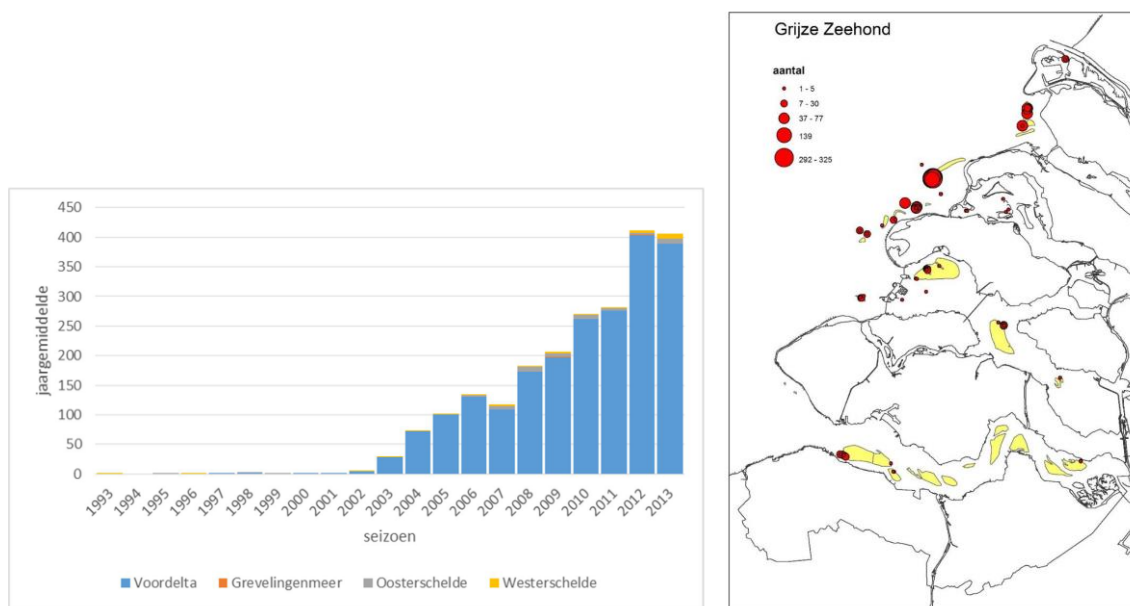 450
400
350
300
250
200
150
100
50
0
jaargemiddelde
1993
1994
1995
1996
1997
1998
1999
2000
2001
2002
2003
2004
2005
2006
2007
2008
2009
2010
2011
2012
2013
seizoen
Voordelta
Grevelingenmeer
Oosterschelde
Westerschelde
Grijze Zeehond
aantal
1 - 5
7 - 30
37 - 77
139
292 - 325